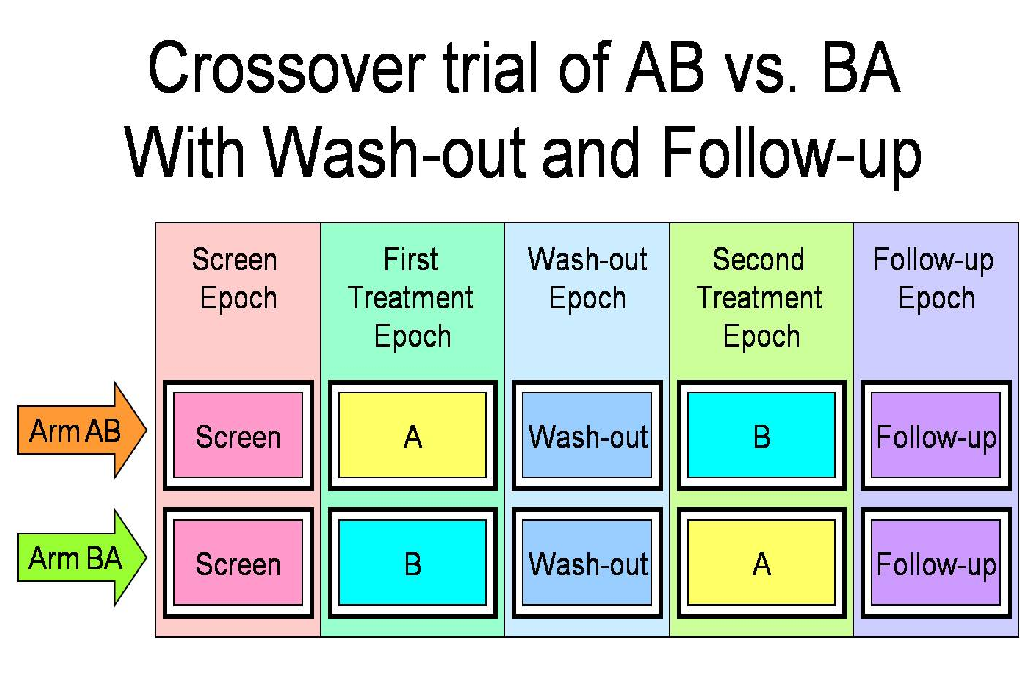 Crossover trial of AB vs. BA
With Wash-out and Follow-up
Screen
Epoch
First
Treatment
Epoch
Wash-out
Epoch
Second
Treatment
Epoch
Follow-up
Epoch
Arm AB
Screen
A
Wash-out
B
Follow-up
Arm BA
Screen
B
Wash-out
A
Follow-up